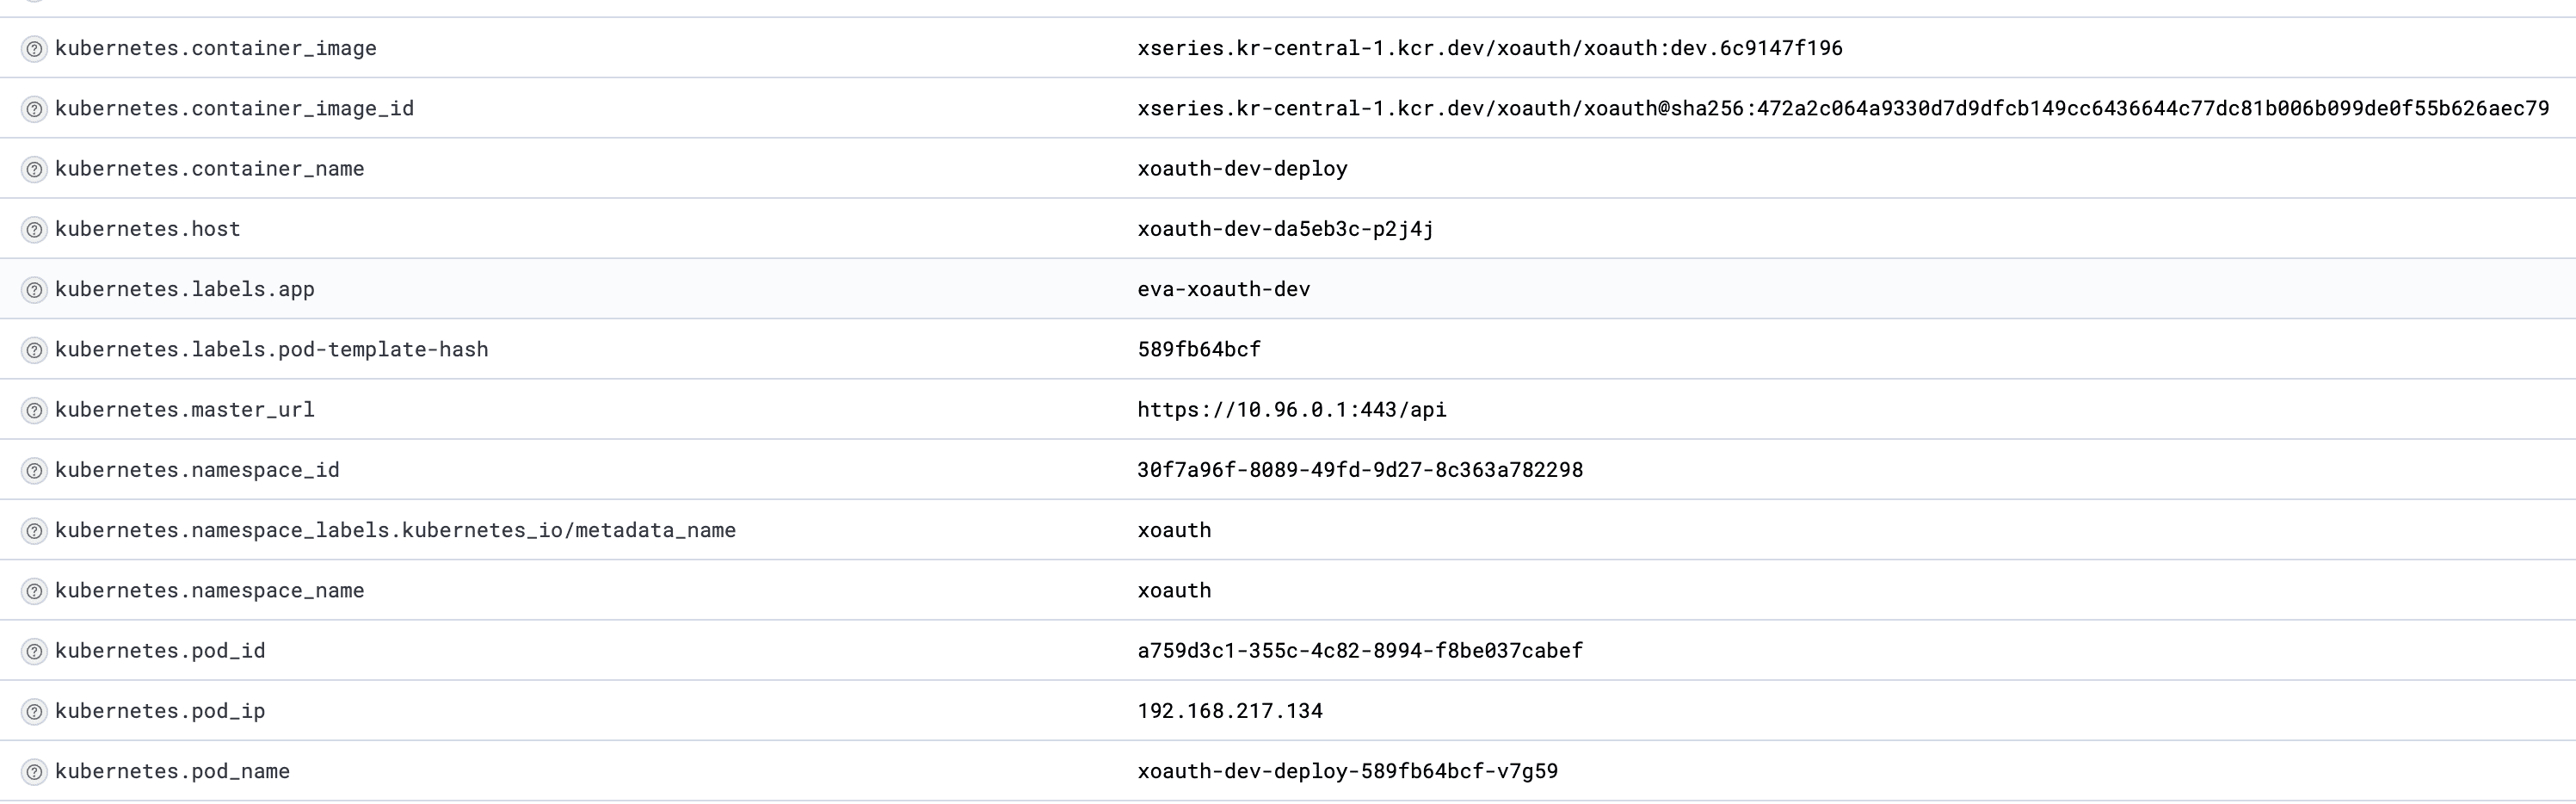 kubernetes.container_image xseries.kr-central-1.kcr.dev/xoauth/xoauth:dev.6c9147f196
kubernetes.container_image_id xseries.kr-central-1.kcr.dev/xoauth/xoauth@sha256:472a2c064a9330d7d9dfcb149cc6436644c77dc81b006b099de0f55b626aec79
kubernetes.container_name xoauth-dev-deploy
kubernetes.host xoauth-dev-da5eb3c-p2j4j
kubernetes.labels.app eva-xoauth-dev
kubernetes.labels.pod-template-hash 589fb64bcf
kubernetes.master_url https://10.96.0.1:443/api
kubernetes.namespace_id 30f7a96f-8089-49fd-9d27-8c363a782298
kubernetes.namespace_labels.kubernetes_io/metadata_name xoauth
kubernetes.namespace_name xoauth
kubernetes.pod_id a759d3c1-355c-4c82-8994-f8be037cabef
kubernetes.pod_ip 192.168.217.134
kubernetes.pod_name xoauth-dev-deploy-589fb64bcf-v7g59